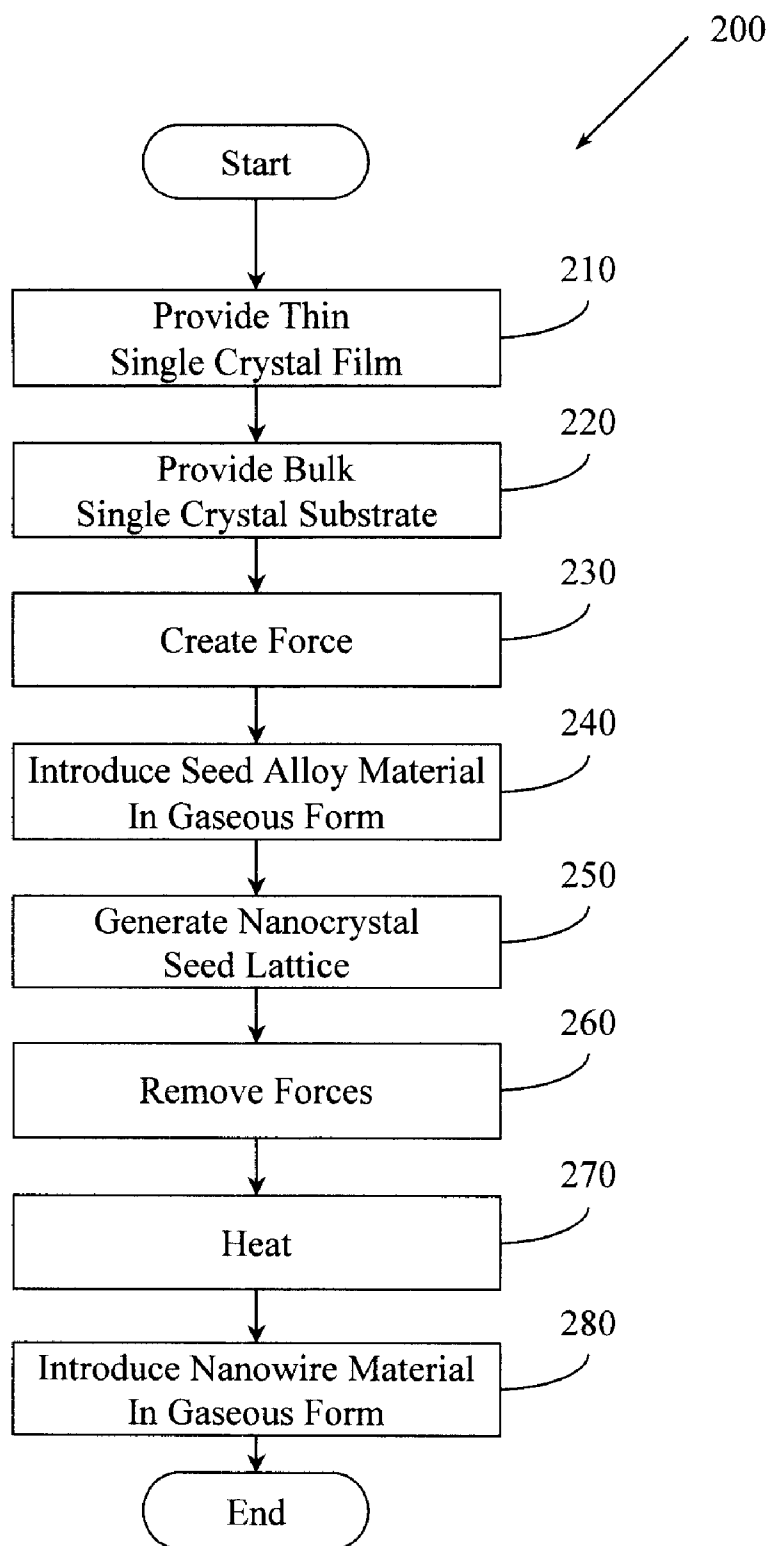 200
Start
210
Provide Thin
Single Crystal Film
220
Provide Bulk
Single Crystal Substrate
230
Create Force
240
Introduce Seed Alloy Material
In Gaseous Form
250
Generate Nanocrystal
Seed Lattice
260
Remove Forces
270
Heat
280
Introduce Nanowire Material
In Gaseous Form
End